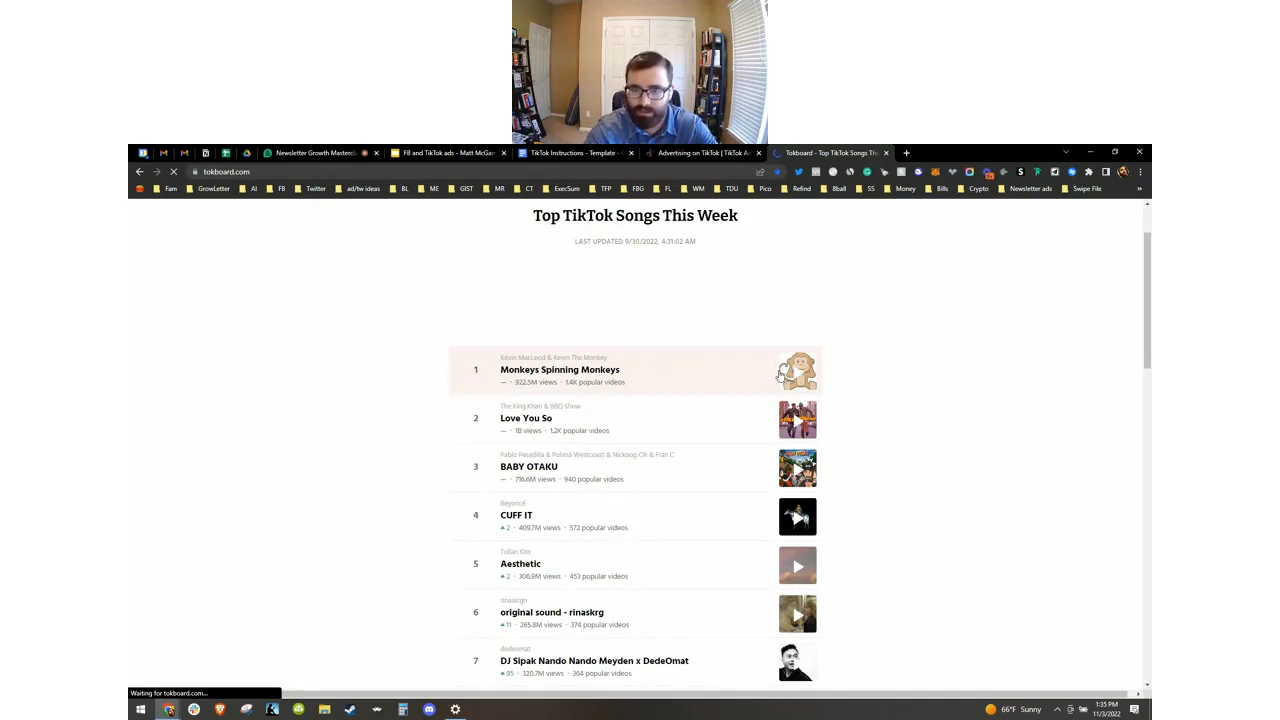 Newsletter Growth Mastercl
FB and TikTok ads - Matt McGarr
TikTok Instructions - Template -
Advertising on TikTok | TikTok Ad
Tokboard - Top TikTok Songs Thi
tokboard.com
Fam
GrowLetter
AI
FB
Twitter
ad/tw ideas
BL
ME
GIST
MR
CT
ExecSum
TFP
FBG
FL
WM
TDU
Pico
Refind
8ball
SS
Money
Bills
Crypto
Newsletter ads
Swipe File
»
Top TikTok Songs This Week
LAST UPDATED 9/30/2022, 4:31:02 AM
Kevin MacLeod & Kevin The Monkey
1 Monkeys Spinning Monkeys
— · 922.5M views · 1.4K popular videos
The King Khan & BBQ Show
2 Love You So
— · 1B views · 1.2K popular videos
Pablo Pesadilla & Polimá Westcoast & Nickoog Clk & Fran C
3 BABY OTAKU
— · 716.6M views · 940 popular videos
Beyoncé
4 CUFF IT
2 · 409.7M views · 572 popular videos
Tollan Kim
5 Aesthetic
2 · 306.9M views · 453 popular videos
rinaskrgn
6 original sound - rinaskrg
11 · 265.8M views · 374 popular videos
dedeomat
7 DJ Sipak Nando Nando Meyden x DedeOmat
95 · 320.7M views · 364 popular videos
Waiting for tokboard.com...
66°F Sunny
1:35 PM
11/3/2022